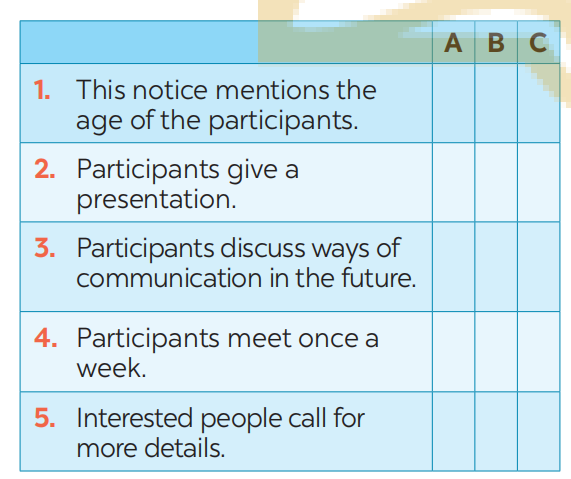 A B C
1. This notice mentions the
age of the participants.
2. Participants give a
presentation.
3. Participants discuss ways of
communication in the future.
4. Participants meet once a
week.
5. Interested people call for
more details.